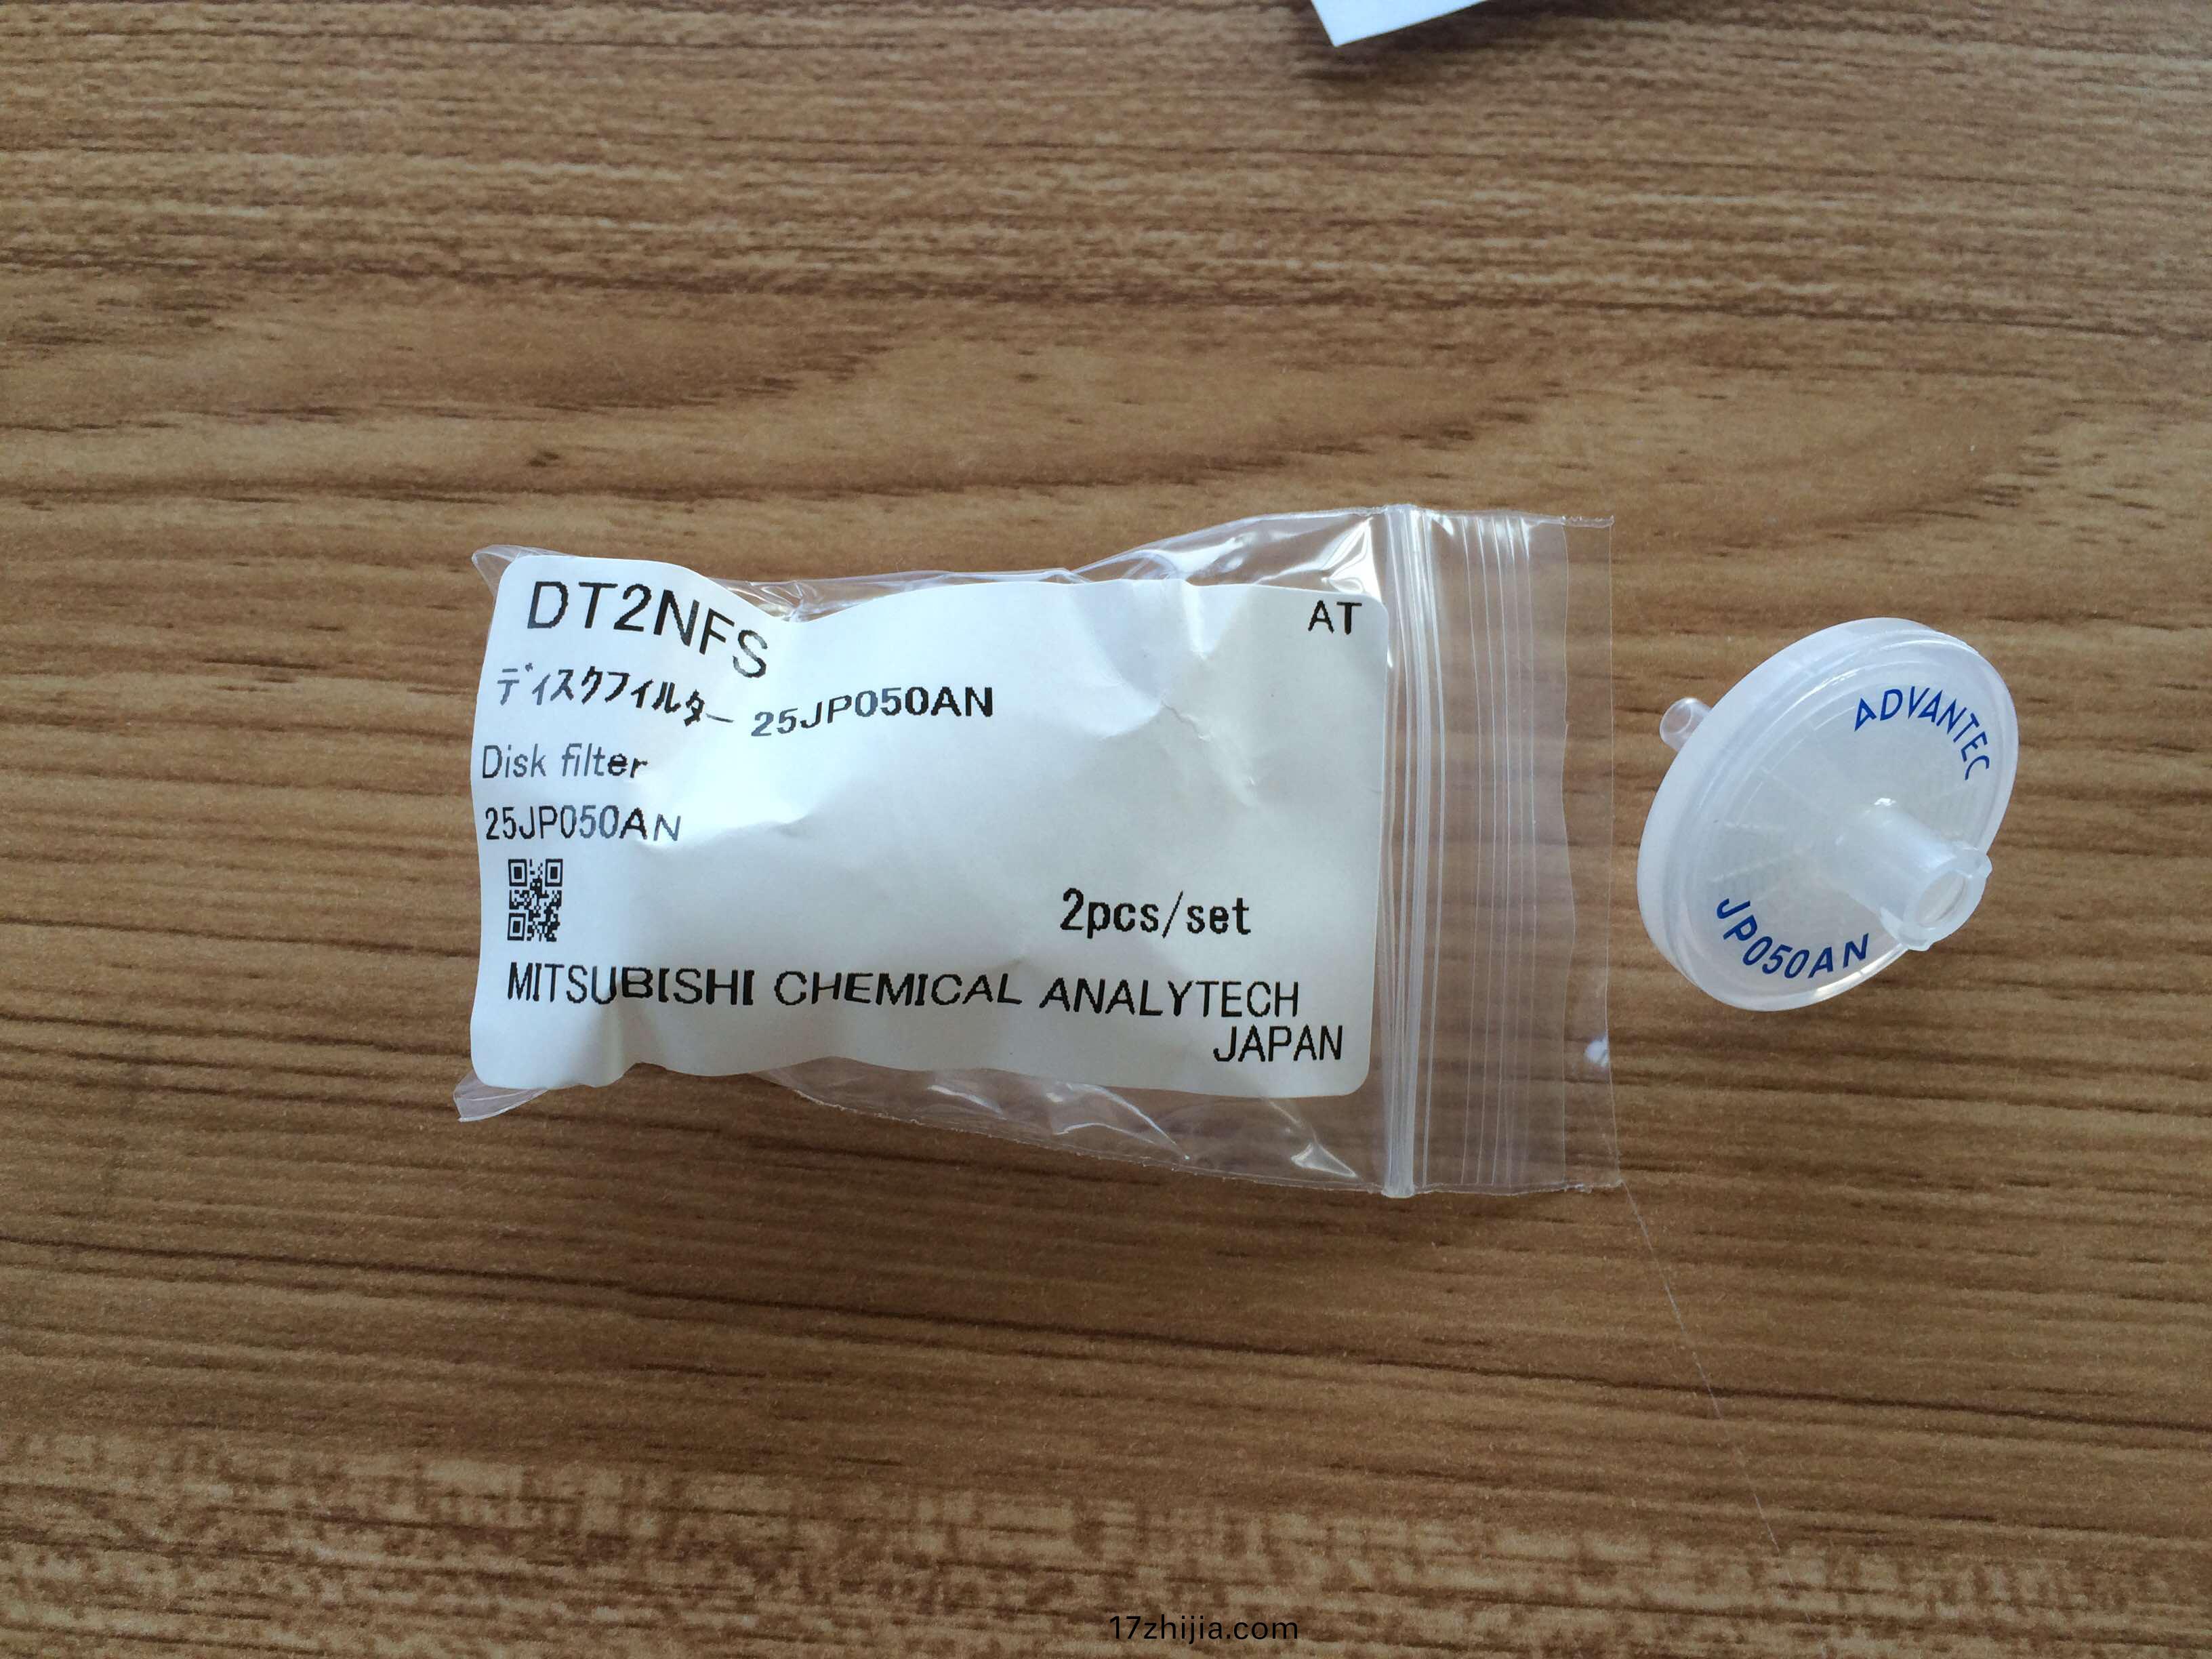 DT2NFS
AT
ディスクフィルター 25JP050AN
Disk filter
25JP050AN
2pcs/set
MITSUBISHI CHEMICAL ANALYTECH
JAPAN
ADVANTEC
JP050AN
17zhijia.com